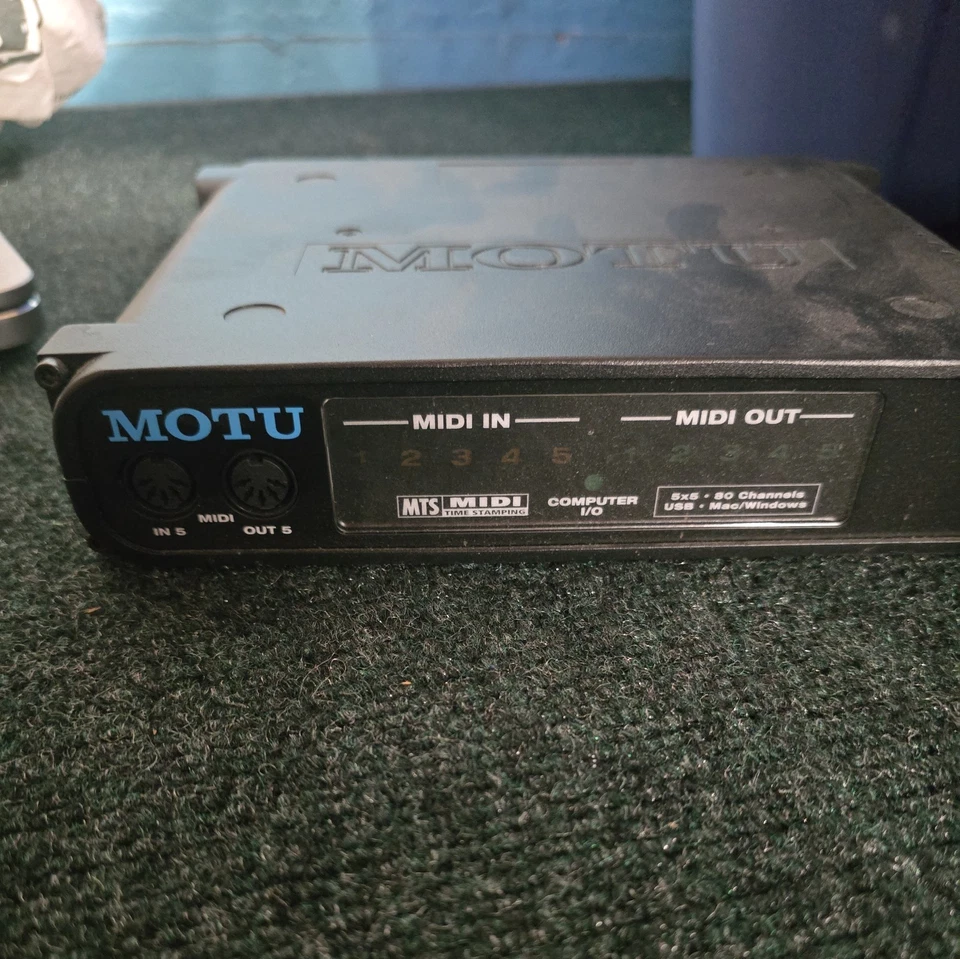 MOTU
MOTU
MIDI IN
MIDI OUT
1 2 3 4 5
1 2 3 4 5
MTS MIDI
TIME STAMPING
COMPUTER
I/O
5x5 • 80 Channels
USB • Mac/Windows
MIDI
IN 5
OUT 5